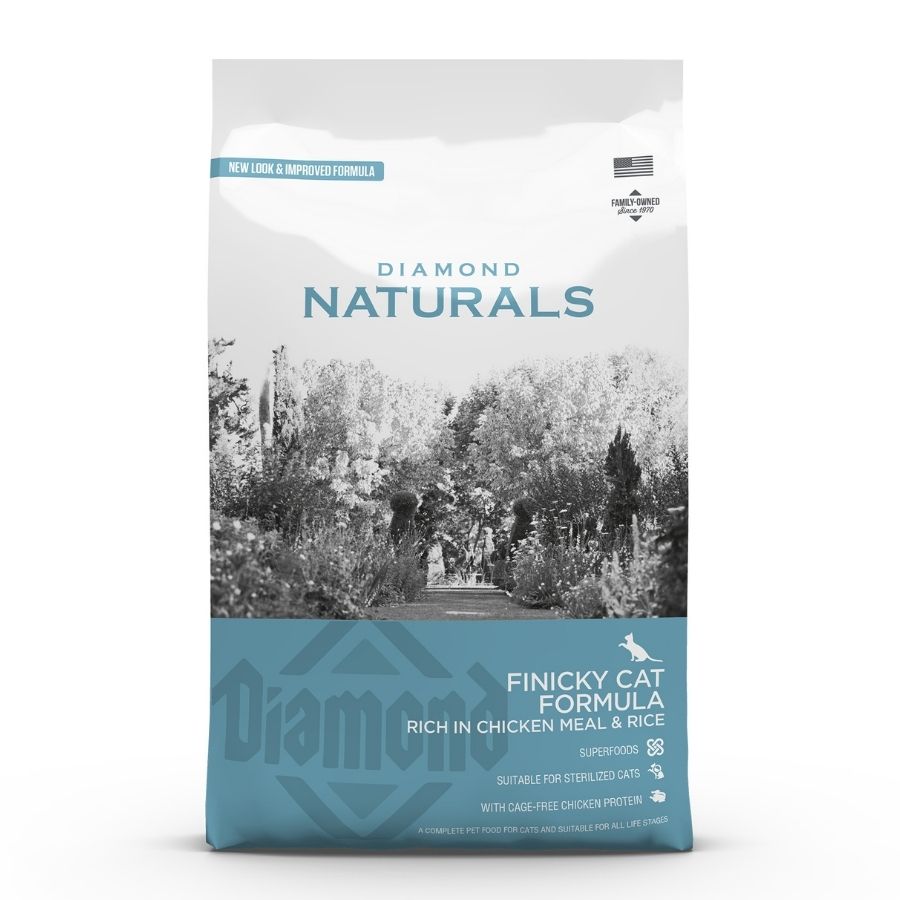 NEW LOOK & IMPROVED FORMULA
FAMILY-OWNED
Since 1970
DIAMOND
NATURALS
Diamond
FINICKY CAT
FORMULA
RICH IN CHICKEN MEAL & RICE
SUPERFOODS
SUITABLE FOR STERILIZED CATS
WITH CAGE-FREE CHICKEN PROTEIN
A COMPLETE PET FOOD FOR CATS AND SUITABLE FOR ALL LIFE STAGES